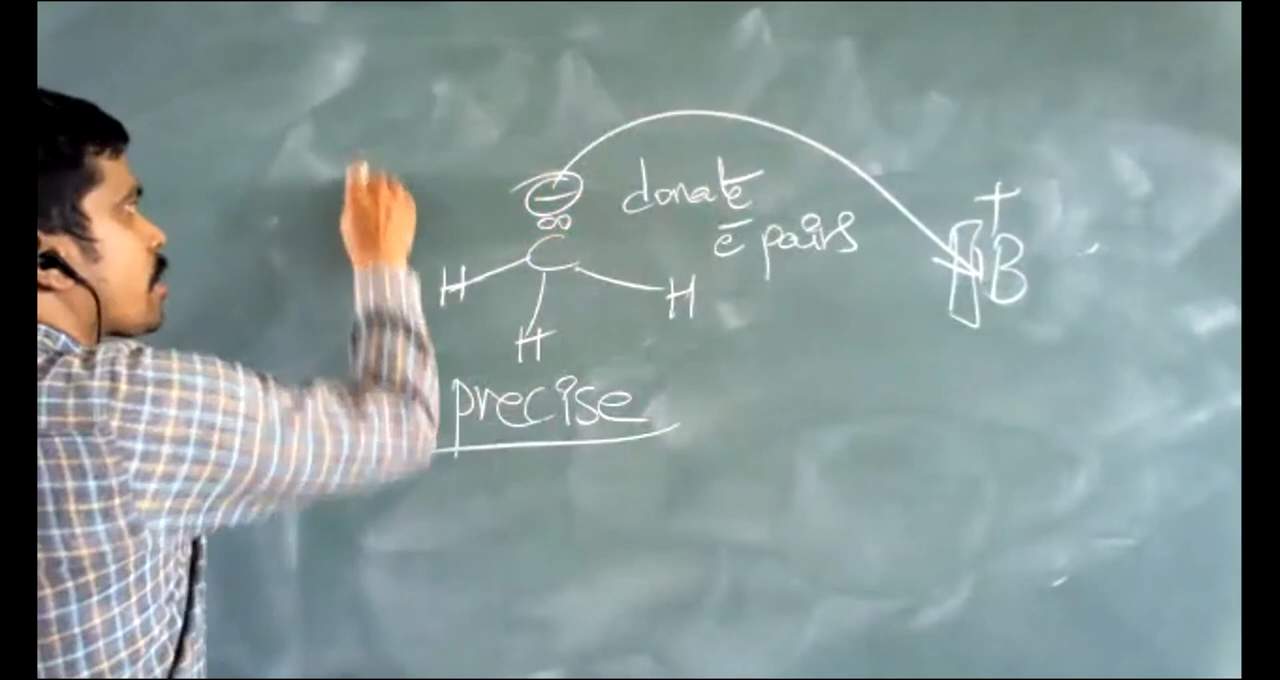 ⊖
C
H
H
H
donate
ē pairs
+
B
precise